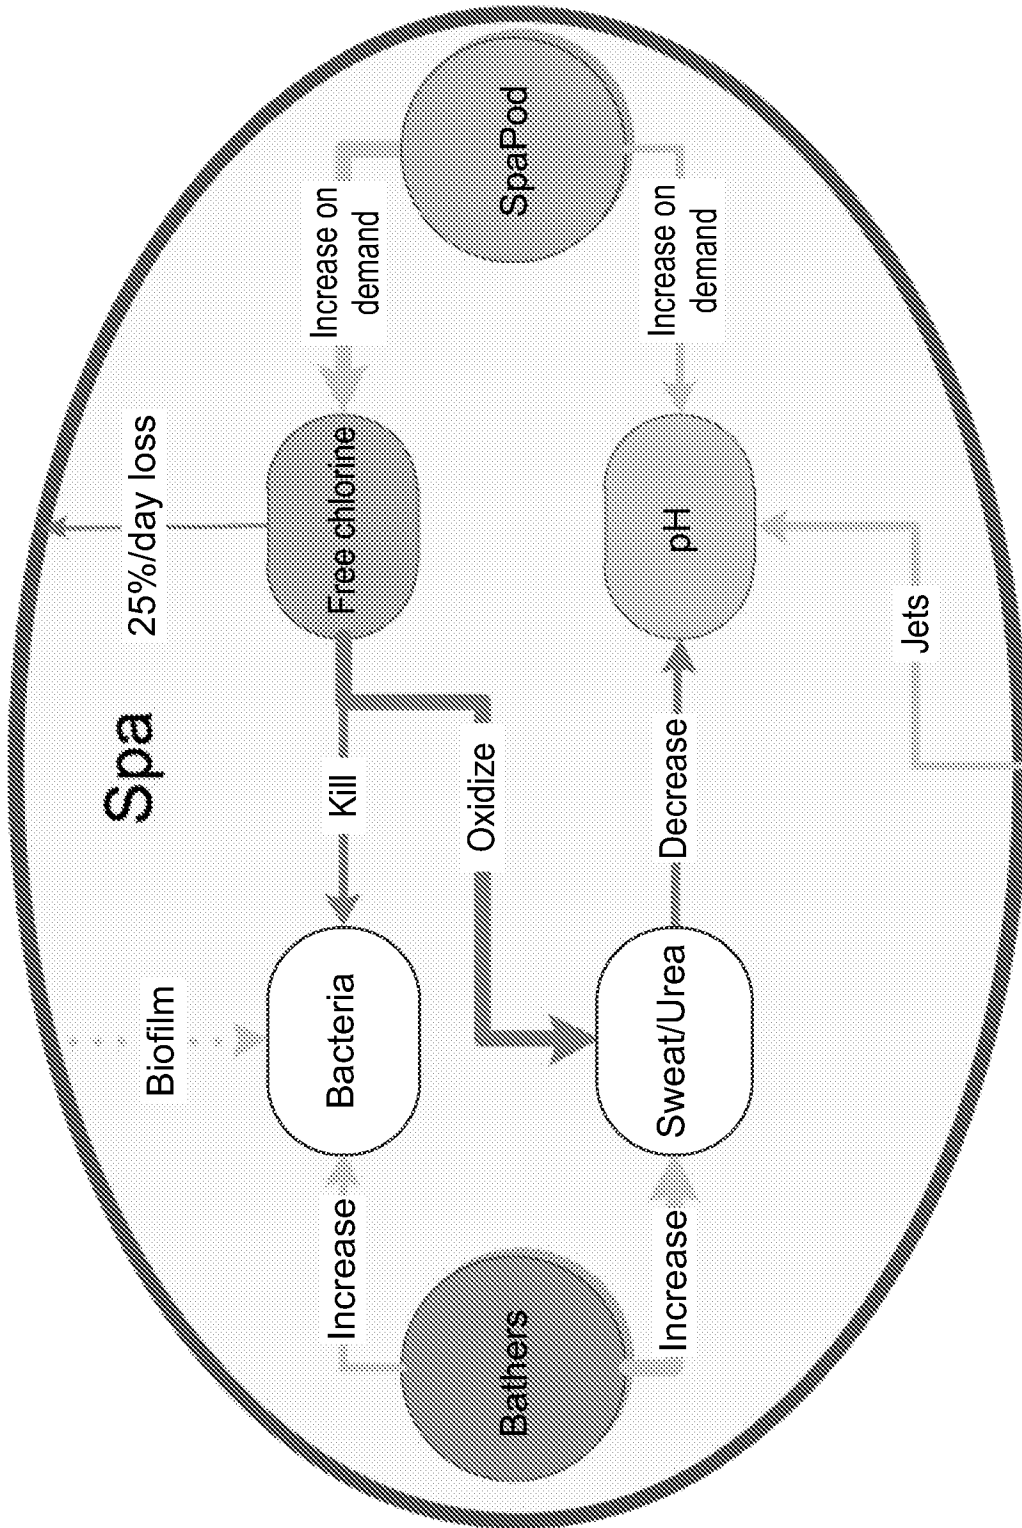 Spa
Biofilm
25%/day loss
Increase
Bacteria
Kill
Free chlorine
Increase on
demand
Oxidize
Bathers
SpaPod
Increase
Sweat/Urea
Decrease
pH
Increase on
demand
Jets